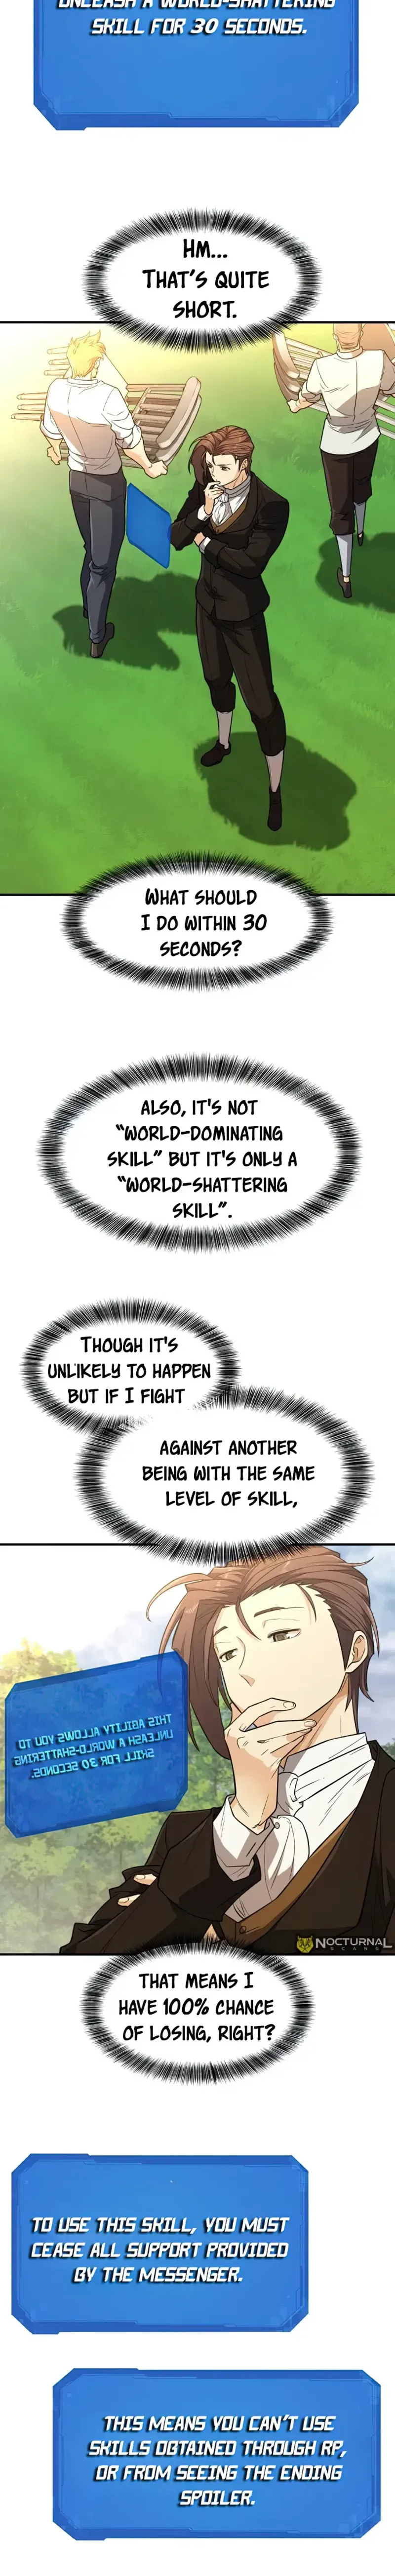 UNLEASH A WORLD-SHATTERING
SKILL FOR 30 SECONDS.
HM...
THAT'S QUITE
SHORT.
WHAT SHOULD
I DO WITHIN 30
SECONDS?
ALSO, IT'S NOT
"WORLD-DOMINATING
SKILL" BUT IT'S ONLY A
"WORLD-SHATTERING
SKILL".
THOUGH IT'S
UNLIKELY TO HAPPEN
BUT IF I FIGHT
AGAINST ANOTHER
BEING WITH THE SAME
LEVEL OF SKILL,
THIS ABILITY ALLOWS YOU TO
UNLEASH A WORLD-SHATTERING
SKILL FOR 30 SECONDS.
NOCTURNAL
SCANS
THAT MEANS I
HAVE 100% CHANCE
OF LOSING, RIGHT?
TO USE THIS SKILL, YOU MUST
CEASE ALL SUPPORT PROVIDED
BY THE MESSENGER.
THIS MEANS YOU CAN'T USE
SKILLS OBTAINED THROUGH RP,
OR FROM SEEING THE ENDING
SPOILER.